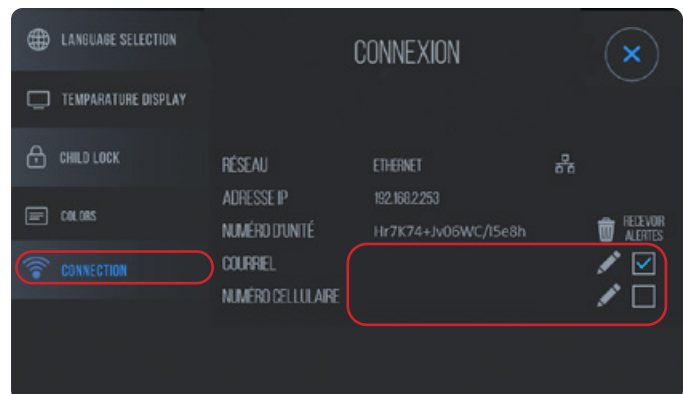 LANGUAGE SELECTION
TEMPARATURE DISPLAY
CHILD LOCK
COLORS
CONNECTION
CONNEXION
RÉSEAU ETHERNET
ADRESSE IP 192.168.2.253
NUMÉRO D'UNITÉ Hr7K74+Jv06WC/I5e8h RECEVOIR
ALERTES
COURRIEL
NUMÉRO CELLULAIRE